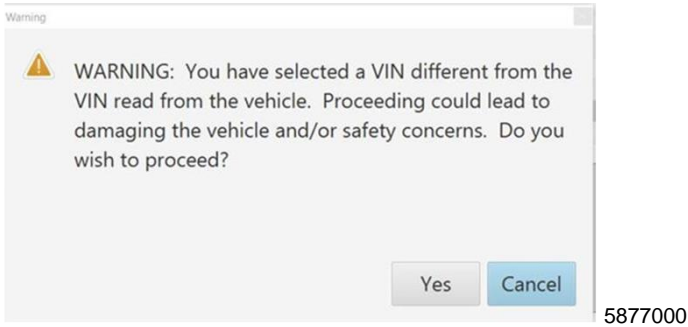 Warning
WARNING: You have selected a VIN different from the
VIN read from the vehicle. Proceeding could lead to
damaging the vehicle and/or safety concerns. Do you
wish to proceed?
Yes
Cancel
5877000